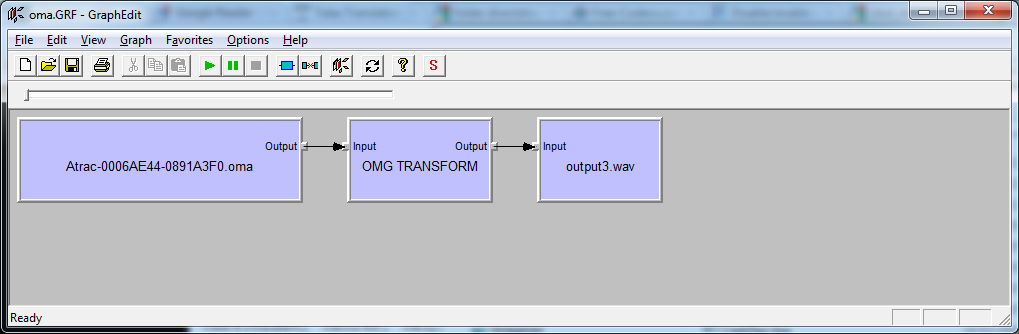 oma.GRF - GraphEdit
File Edit View Graph Favorites Options Help
S
Output Input Output Input
Atrac-0006AE44-0891A3F0.oma OMG TRANSFORM output3.wav
Ready